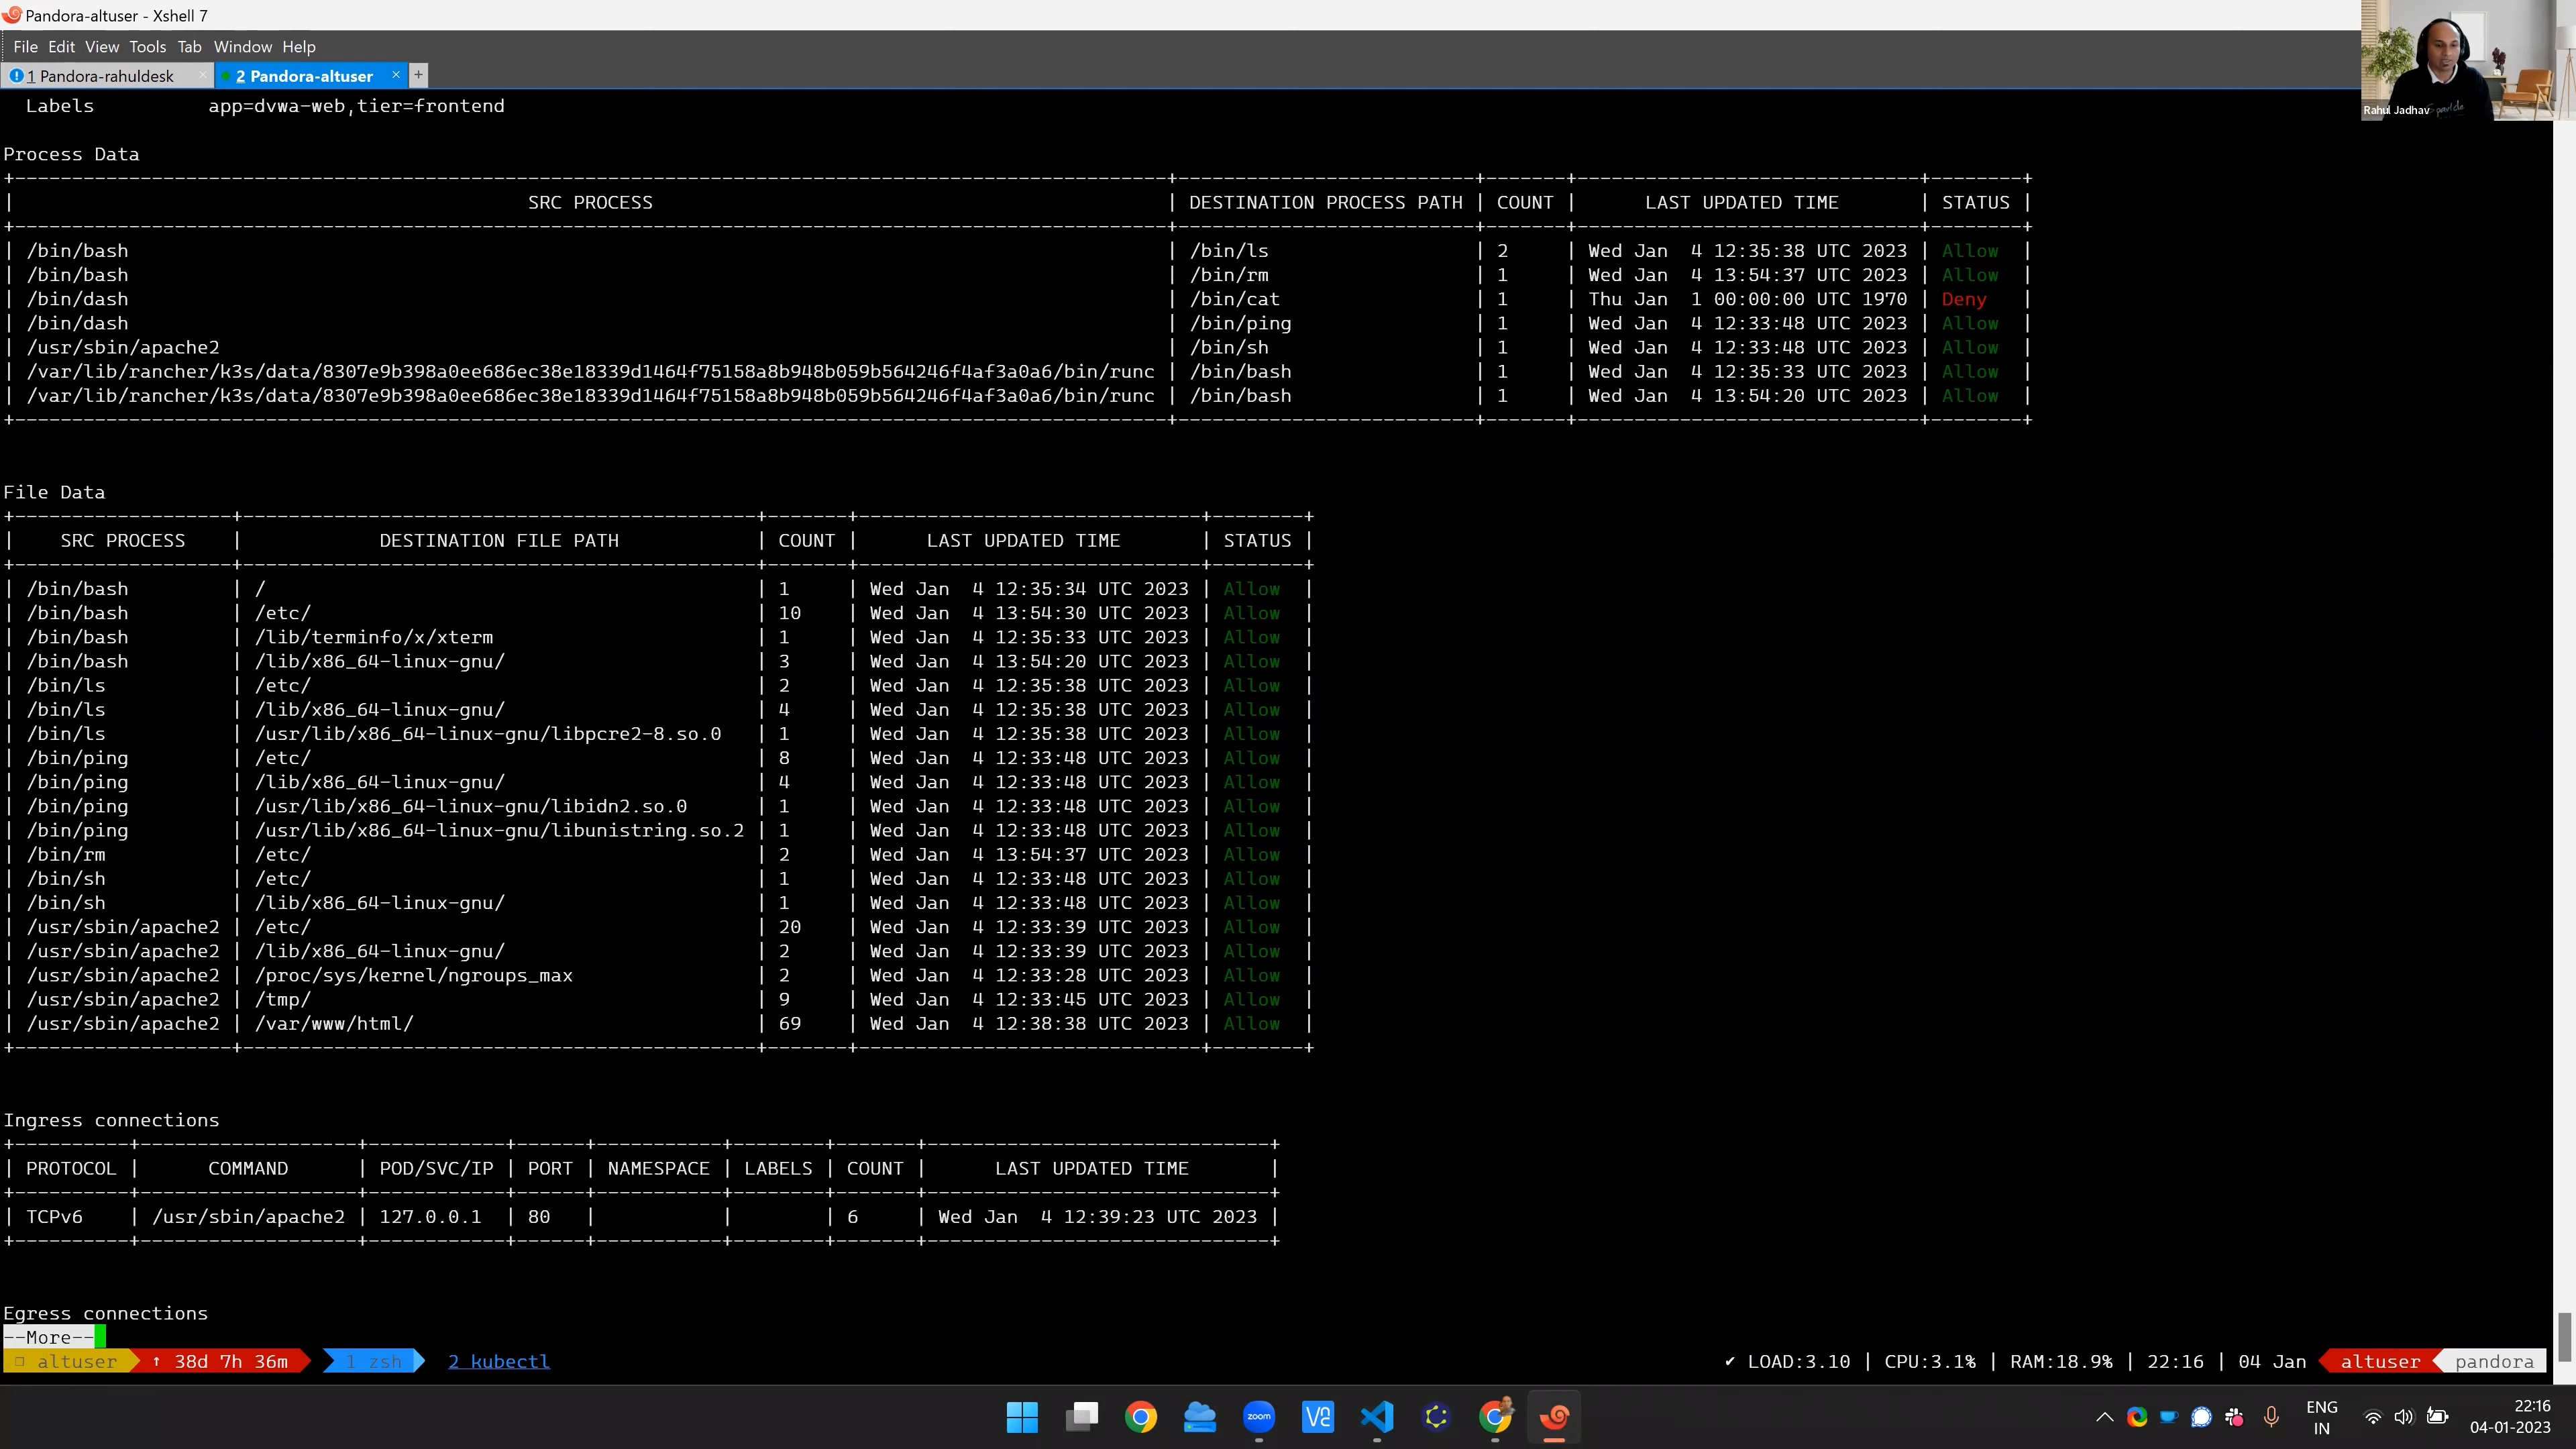 Pandora-altuser - Xshell 7
File Edit View Tools Tab Window Help
1 Pandora-rahuldesk × 2 Pandora-altuser × +
Rahul Jadhav
Labels app=dvwa-web,tier=frontend
Process Data
| SRC PROCESS | DESTINATION PROCESS PATH | COUNT | LAST UPDATED TIME | STATUS |
| /bin/bash | /bin/ls | 2 | Wed Jan 4 12:35:38 UTC 2023 | Allow |
| /bin/bash | /bin/rm | 1 | Wed Jan 4 13:54:37 UTC 2023 | Allow |
| /bin/dash | /bin/cat | 1 | Thu Jan 1 00:00:00 UTC 1970 | Deny |
| /bin/dash | /bin/ping | 1 | Wed Jan 4 12:33:48 UTC 2023 | Allow |
| /usr/sbin/apache2 | /bin/sh | 1 | Wed Jan 4 12:33:48 UTC 2023 | Allow |
| /var/lib/rancher/k3s/data/8307e9b398a0ee686ec38e18339d1464f75158a8b948b059b564246f4af3a0a6/bin/runc | /bin/bash | 1 | Wed Jan 4 12:35:33 UTC 2023 | Allow |
| /var/lib/rancher/k3s/data/8307e9b398a0ee686ec38e18339d1464f75158a8b948b059b564246f4af3a0a6/bin/runc | /bin/bash | 1 | Wed Jan 4 13:54:20 UTC 2023 | Allow |
File Data
| SRC PROCESS | DESTINATION FILE PATH | COUNT | LAST UPDATED TIME | STATUS |
| /bin/bash | / | 1 | Wed Jan 4 12:35:34 UTC 2023 | Allow |
| /bin/bash | /etc/ | 10 | Wed Jan 4 13:54:30 UTC 2023 | Allow |
| /bin/bash | /lib/terminfo/x/xterm | 1 | Wed Jan 4 12:35:33 UTC 2023 | Allow |
| /bin/bash | /lib/x86_64-linux-gnu/ | 3 | Wed Jan 4 13:54:20 UTC 2023 | Allow |
| /bin/ls | /etc/ | 2 | Wed Jan 4 12:35:38 UTC 2023 | Allow |
| /bin/ls | /lib/x86_64-linux-gnu/ | 4 | Wed Jan 4 12:35:38 UTC 2023 | Allow |
| /bin/ls | /usr/lib/x86_64-linux-gnu/libpcre2-8.so.0 | 1 | Wed Jan 4 12:35:38 UTC 2023 | Allow |
| /bin/ping | /etc/ | 8 | Wed Jan 4 12:33:48 UTC 2023 | Allow |
| /bin/ping | /lib/x86_64-linux-gnu/ | 4 | Wed Jan 4 12:33:48 UTC 2023 | Allow |
| /bin/ping | /usr/lib/x86_64-linux-gnu/libidn2.so.0 | 1 | Wed Jan 4 12:33:48 UTC 2023 | Allow |
| /bin/ping | /usr/lib/x86_64-linux-gnu/libunistring.so.2 | 1 | Wed Jan 4 12:33:48 UTC 2023 | Allow |
| /bin/rm | /etc/ | 2 | Wed Jan 4 13:54:37 UTC 2023 | Allow |
| /bin/sh | /etc/ | 1 | Wed Jan 4 12:33:48 UTC 2023 | Allow |
| /bin/sh | /lib/x86_64-linux-gnu/ | 1 | Wed Jan 4 12:33:48 UTC 2023 | Allow |
| /usr/sbin/apache2 | /etc/ | 20 | Wed Jan 4 12:33:39 UTC 2023 | Allow |
| /usr/sbin/apache2 | /lib/x86_64-linux-gnu/ | 2 | Wed Jan 4 12:33:39 UTC 2023 | Allow |
| /usr/sbin/apache2 | /proc/sys/kernel/ngroups_max | 2 | Wed Jan 4 12:33:28 UTC 2023 | Allow |
| /usr/sbin/apache2 | /tmp/ | 9 | Wed Jan 4 12:33:45 UTC 2023 | Allow |
| /usr/sbin/apache2 | /var/www/html/ | 69 | Wed Jan 4 12:38:38 UTC 2023 | Allow |
Ingress connections
| PROTOCOL | COMMAND | POD/SVC/IP | PORT | NAMESPACE | LABELS | COUNT | LAST UPDATED TIME |
| TCPv6 | /usr/sbin/apache2 | 127.0.0.1 | 80 | | | 6 | Wed Jan 4 12:39:23 UTC 2023 |
Egress connections
--More--
altuser ↑ 38d 7h 36m 1 zsh 2 kubectl ✔ LOAD:3.10 | CPU:3.1% | RAM:18.9% | 22:16 | 04 Jan altuser pandora
zoom
ENG
IN
22:16
04-01-2023